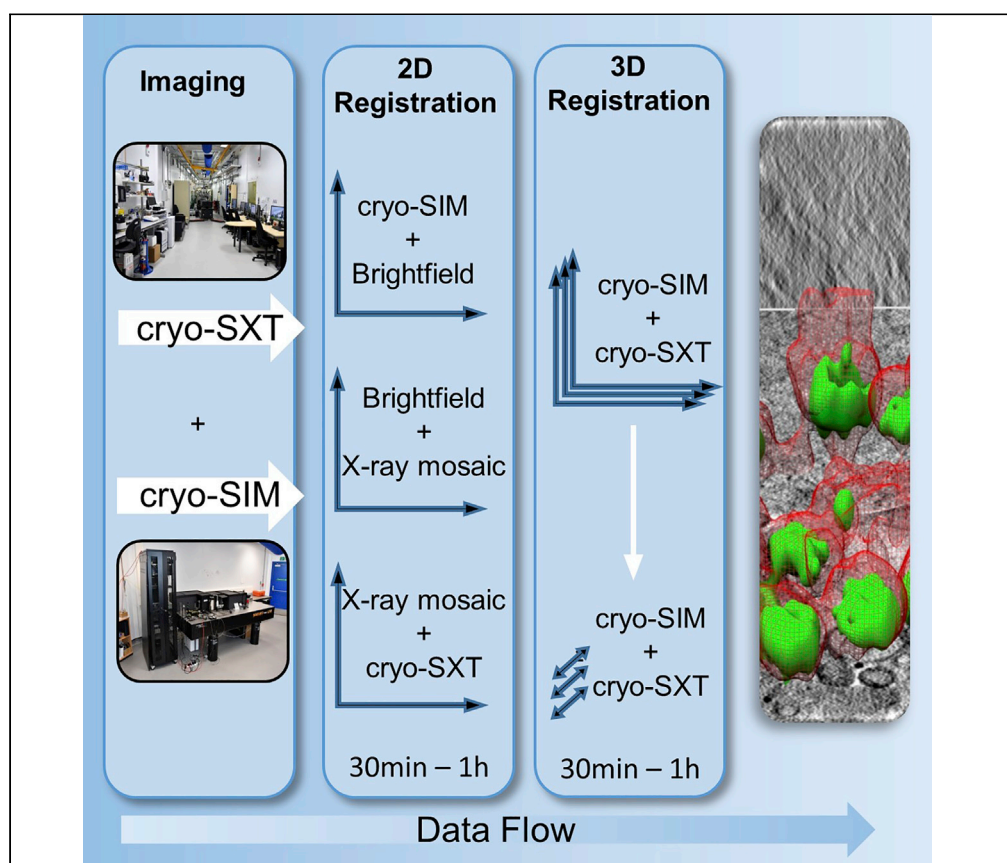 Imaging
cryo-SXT
+
cryo-SIM
2D
Registration
cryo-SIM
+
Brightfield
Brightfield
+
X-ray mosaic
X-ray mosaic
+
cryo-SXT
30min – 1h
3D
Registration
cryo-SIM
+
cryo-SXT
cryo-SIM
+
cryo-SXT
30min – 1h
Data Flow